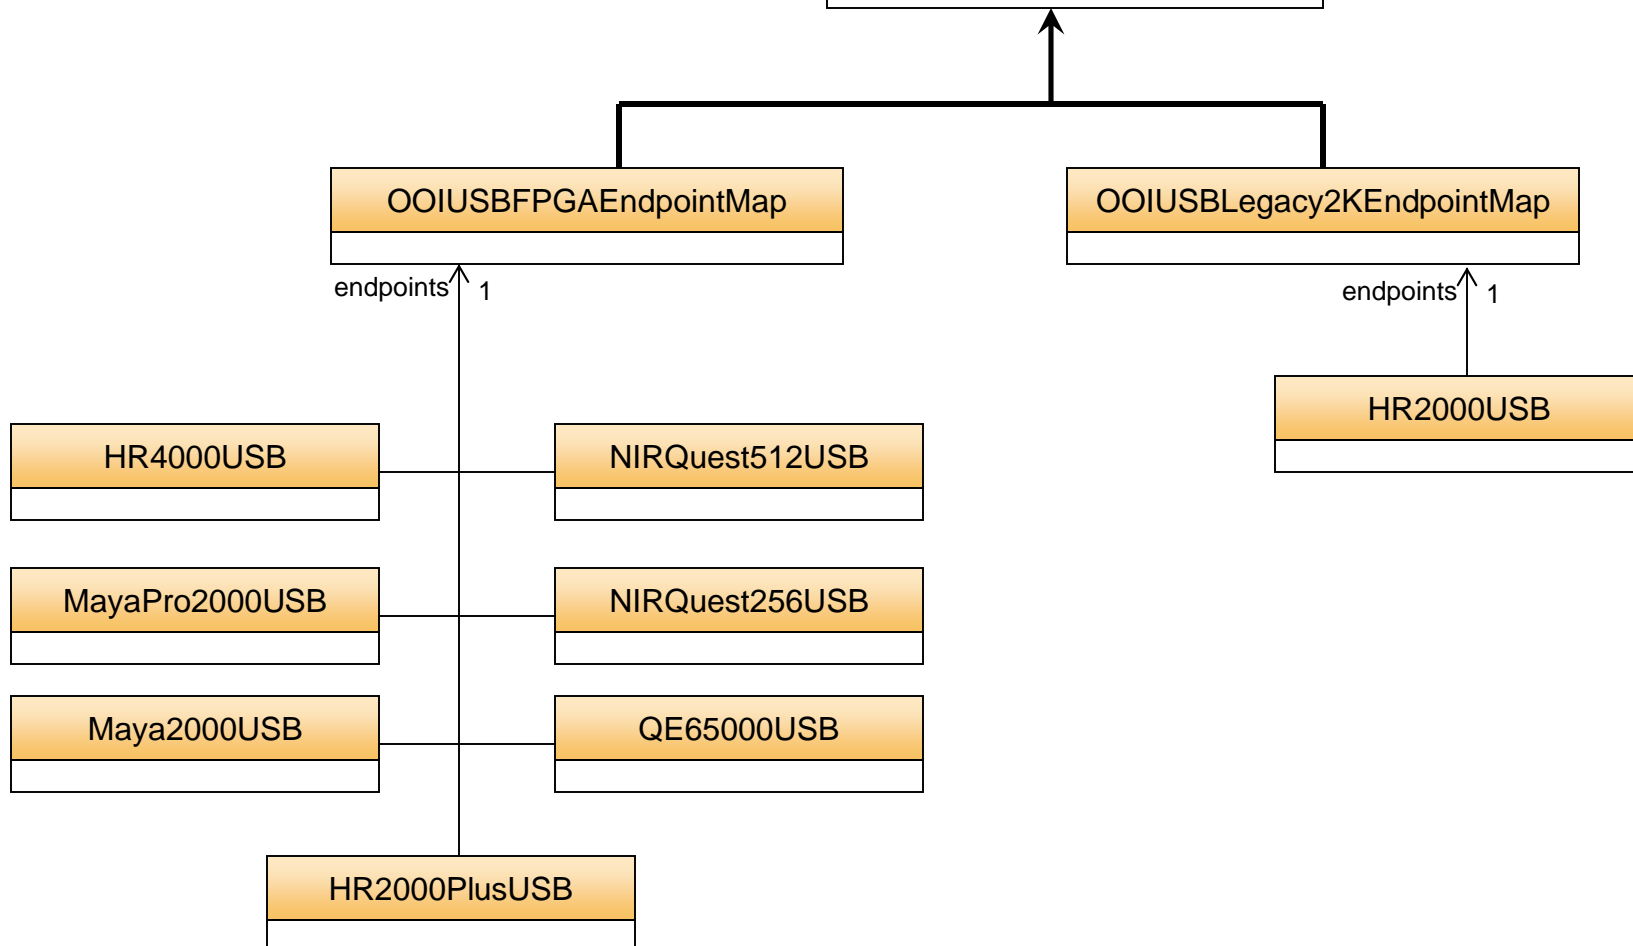 OOIUSBFPGAEndpointMap
OOIUSBLegacy2KEndpointMap
endpoints 1
endpoints 1
HR2000USB
HR4000USB
NIRQuest512USB
MayaPro2000USB
NIRQuest256USB
Maya2000USB
QE65000USB
HR2000PlusUSB